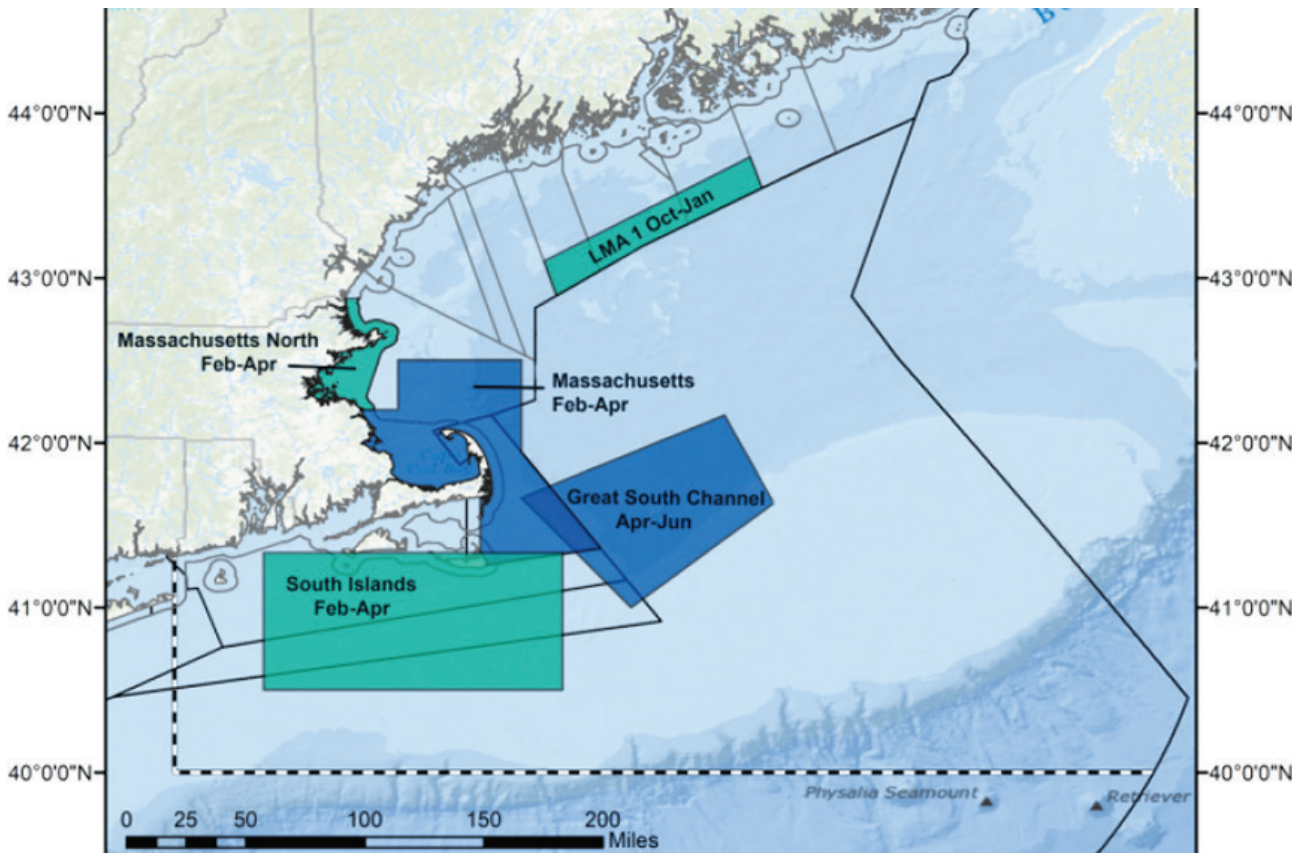 B
44°0'0"N
44°0'0"N
LMA 1 Oct-Jan
43°0'0"N
43°0'0"N
Massachusetts North
Feb-Apr
Massachusetts
Feb-Apr
42°0'0"N
42°0'0"N
Cod Bay
Great South Channel
Apr-Jun
South Islands
Feb-Apr
41°0'0"N
41°0'0"N
40°0'0"N
40°0'0"N
Physalia Seamount
Retriever
0 25 50 100 150 200
Miles